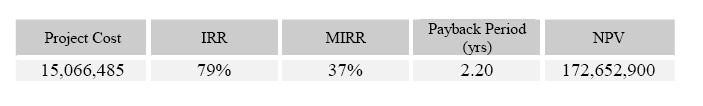 Project Cost IRR MIRR Payback Period (yrs) NPV
15,066,485 79% 37% 2.20 172,652,900